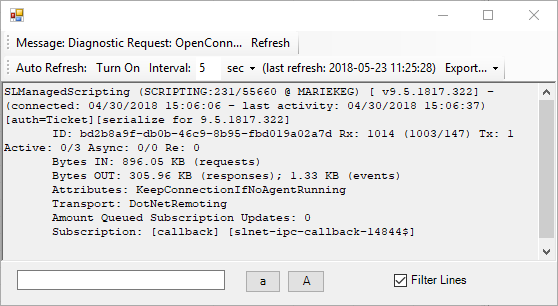 Message: Diagnostic Request: OpenConn... Refresh
Auto Refresh: Turn On Interval: 5 sec (last refresh: 2018-05-23 11:25:28) Export...
SLManagedScripting (SCRIPTING:231/55660 @ MARIEKEG) [ v9.5.1817.322] -
(connected: 04/30/2018 15:06:06 - last activity: 04/30/2018 15:06:37)
[auth=Ticket][serialize for 9.5.1817.322]
ID: bd2b8a9f-db0b-46c9-8b95-fbd019a02a7d Rx: 1014 (1003/147) Tx: 1
Active: 0/3 Async: 0/0 Re: 0
Bytes IN: 896.05 KB (requests)
Bytes OUT: 305.96 KB (responses); 1.33 KB (events)
Attributes: KeepConnectionIfNoAgentRunning
Transport: DotNetRemoting
Amount Queued Subscription Updates: 0
Subscription: [callback] [slnet-ipc-callback-14844$]
a A Filter Lines